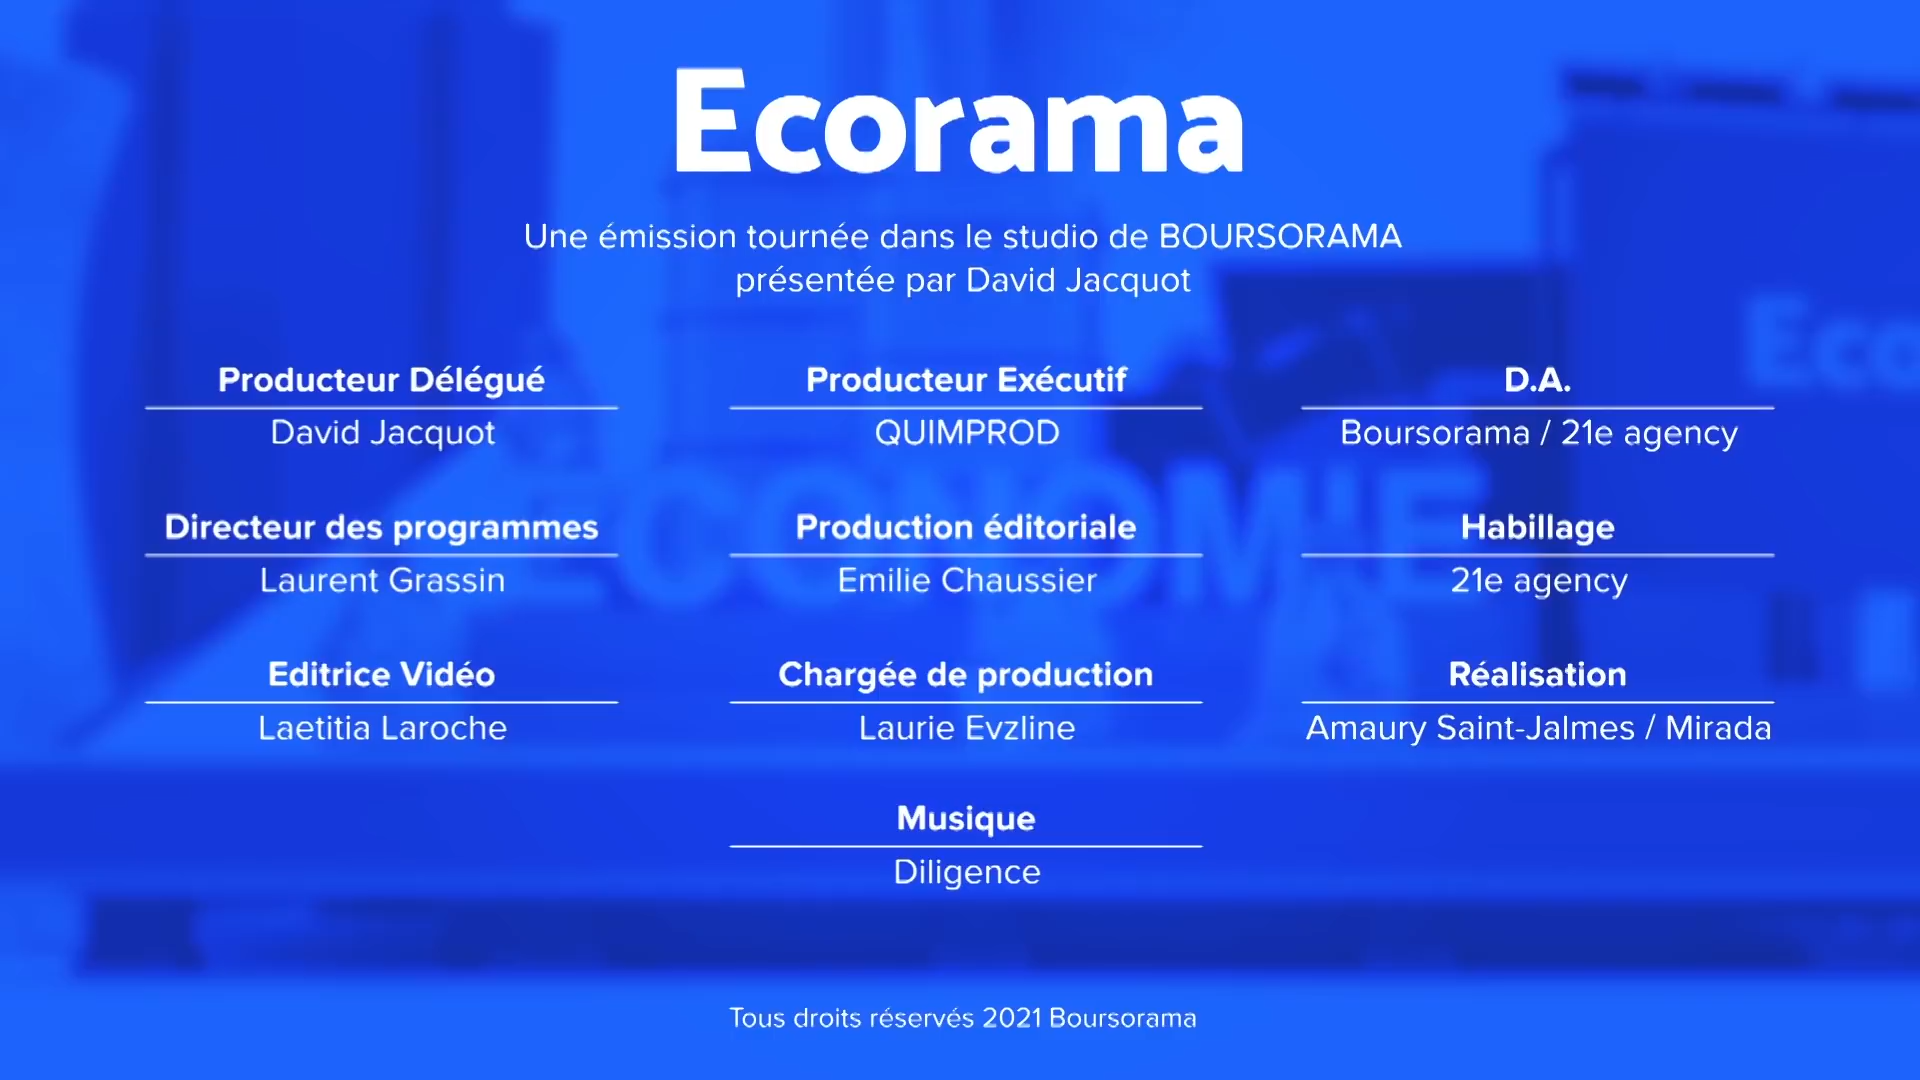 Ecorama
Une émission tournée dans le studio de BOURSORAMA
présentée par David Jacquot
Producteur Délégué
David Jacquot
Producteur Exécutif
QUIMPROD
D.A.
Boursorama / 21e agency
Directeur des programmes
Laurent Grassin
Production éditoriale
Emilie Chaussier
Habillage
21e agency
Editrice Vidéo
Laetitia Laroche
Chargée de production
Laurie Evzline
Réalisation
Amaury Saint-Jalmes / Mirada
Musique
Diligence
ÉCONOMIE
Eco
Tous droits réservés 2021 Boursorama